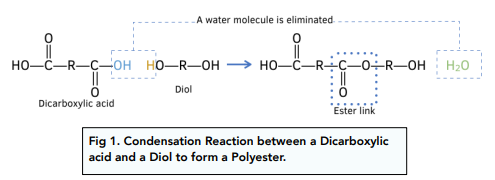 A water molecule is eliminated
O O
HO—C—R—C—OH HO—R—OH → HO—C—R—C—O—R—OH H₂O
O O
Dicarboxylic acid Diol Ester link
Fig 1. Condensation Reaction between a Dicarboxylic
acid and a Diol to form a Polyester.